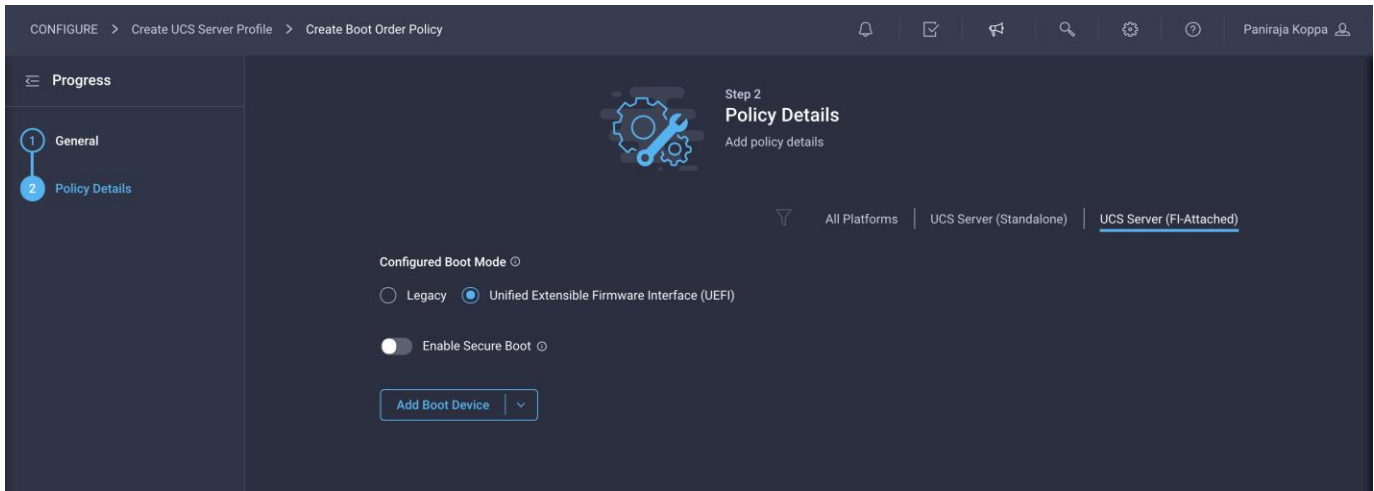 CONFIGURE > Create UCS Server Profile > Create Boot Order Policy
Paniraja Koppa
Progress
1 General
2 Policy Details
Step 2
Policy Details
Add policy details
All Platforms | UCS Server (Standalone) | UCS Server (FI-Attached)
Configured Boot Mode
Legacy Unified Extensible Firmware Interface (UEFI)
Enable Secure Boot
Add Boot Device